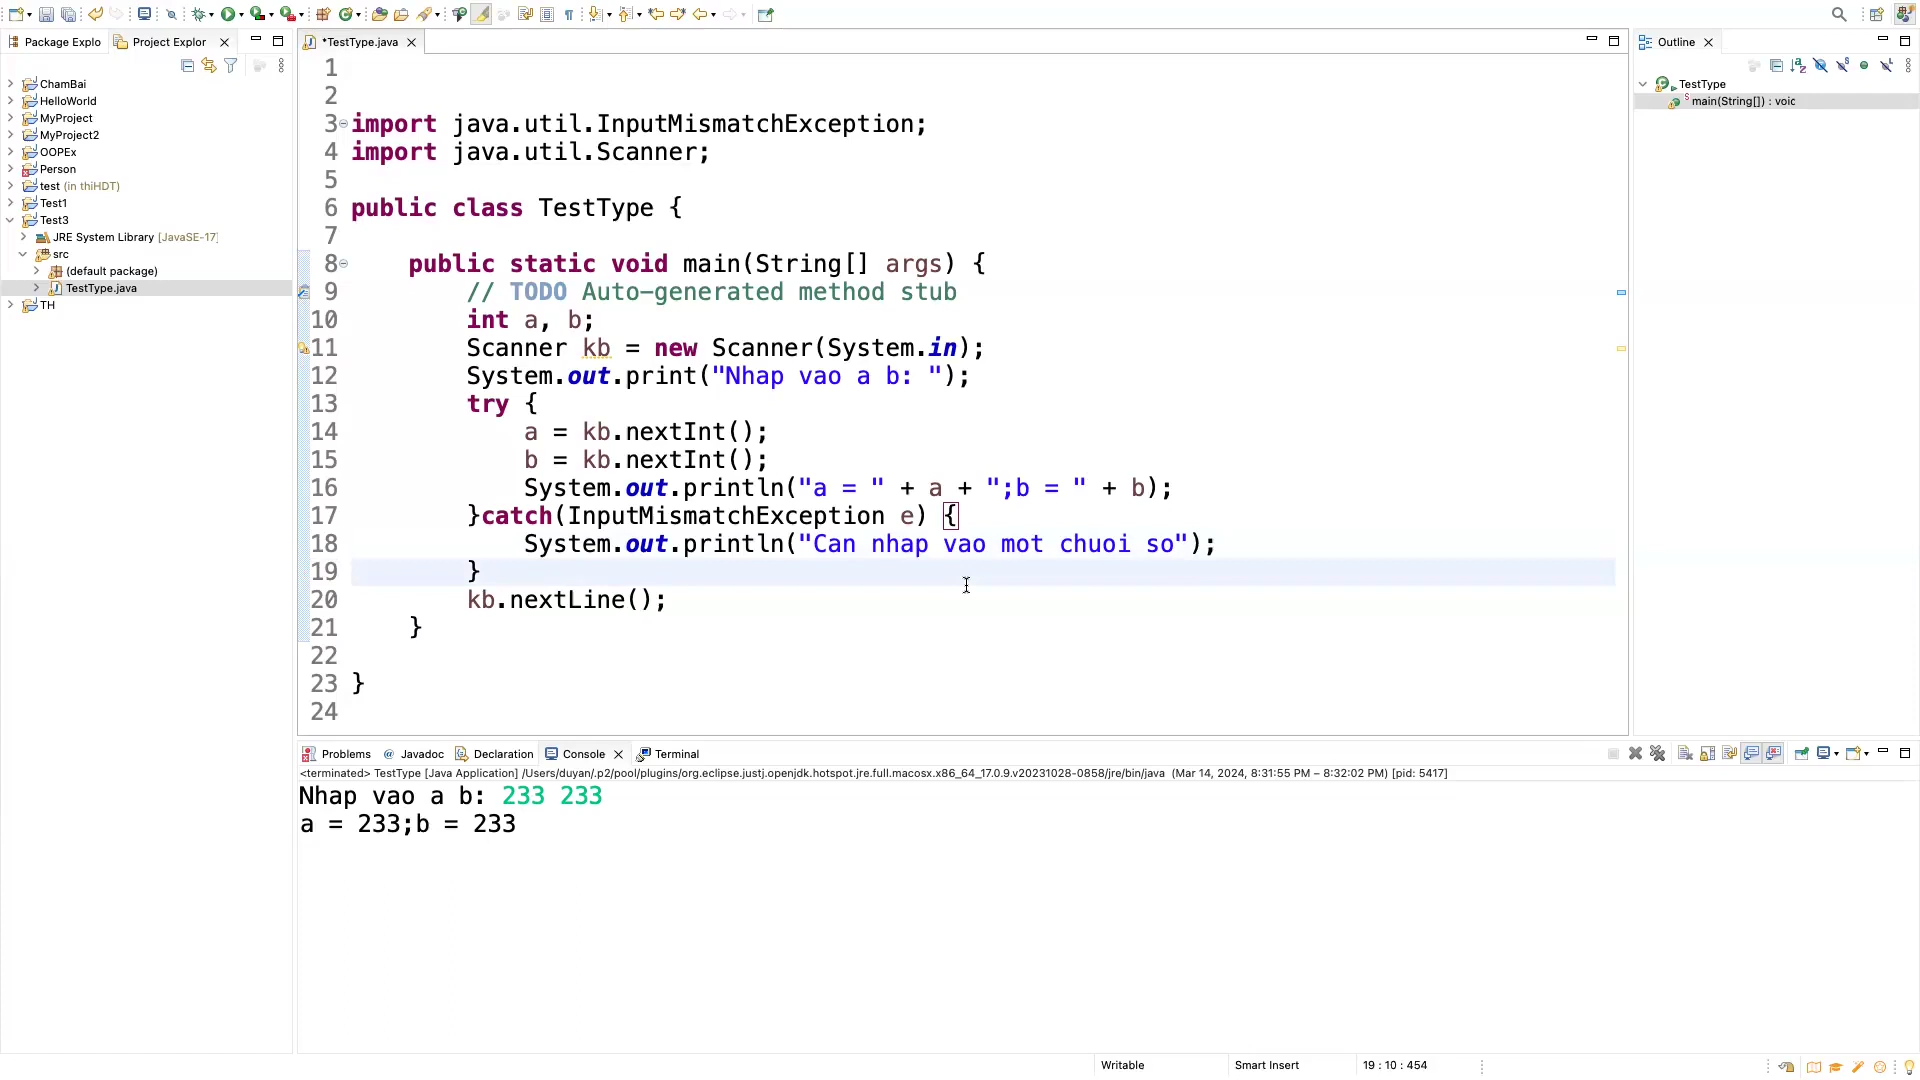 Package Explo
Project Explor
*TestType.java
Outline
ChamBai
HelloWorld
MyProject
MyProject2
OOPEx
Person
test (in thiHDT)
Test1
Test3
JRE System Library [JavaSE-17]
src
(default package)
TestType.java
TH
1
2
3 import java.util.InputMismatchException;
4 import java.util.Scanner;
5
6 public class TestType {
7
8 public static void main(String[] args) {
9 // TODO Auto-generated method stub
10 int a, b;
11 Scanner kb = new Scanner(System.in);
12 System.out.print("Nhap vao a b: ");
13 try {
14 a = kb.nextInt();
15 b = kb.nextInt();
16 System.out.println("a = " + a + ";b = " + b);
17 }catch(InputMismatchException e) {
18 System.out.println("Can nhap vao mot chuoi so");
19 }
20 kb.nextLine();
21 }
22
23 }
24
TestType
main(String[]) : voic
Problems
Javadoc
Declaration
Console
Terminal
<terminated> TestType [Java Application] /Users/duyan/.p2/pool/plugins/org.eclipse.justj.openjdk.hotspot.jre.full.macosx.x86_64_17.0.9.v20231028-0858/jre/bin/java (Mar 14, 2024, 8:31:55 PM – 8:32:02 PM) [pid: 5417]
Nhap vao a b: 233 233
a = 233;b = 233
Writable
Smart Insert
19 : 10 : 454